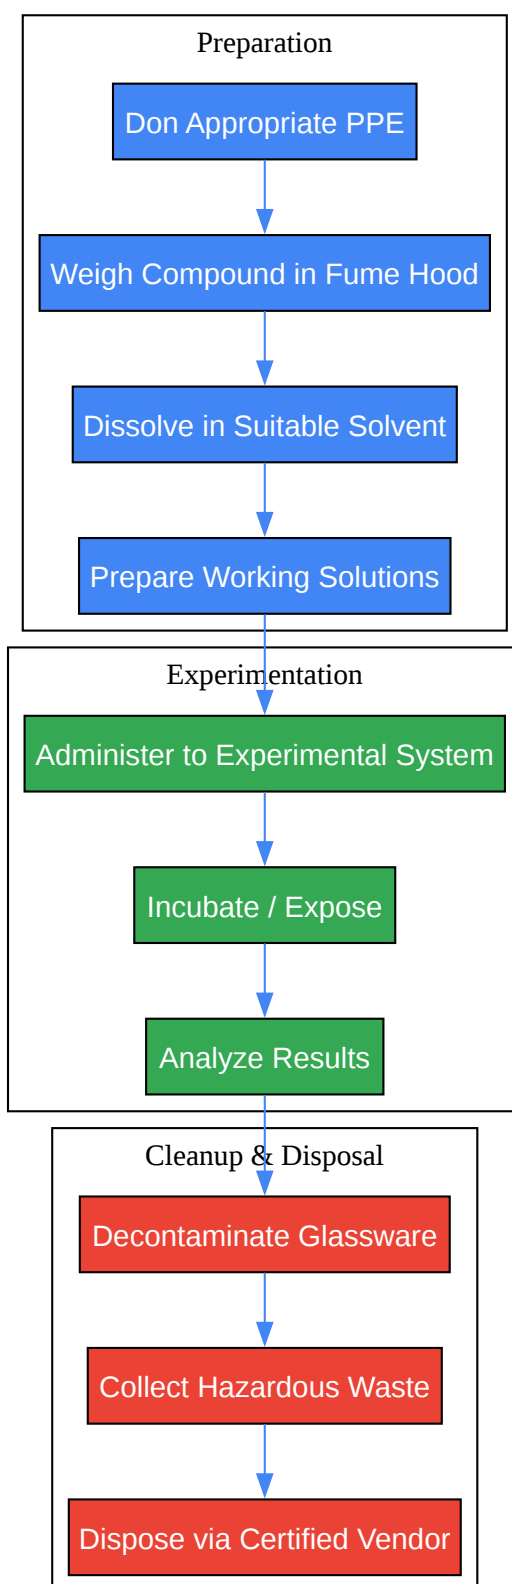 Preparation
Don Appropriate PPE
Weigh Compound in Fume Hood
Dissolve in Suitable Solvent
Prepare Working Solutions
Experimentation
Administer to Experimental System
Incubate / Expose
Analyze Results
Cleanup & Disposal
Decontaminate Glassware
Collect Hazardous Waste
Dispose via Certified Vendor